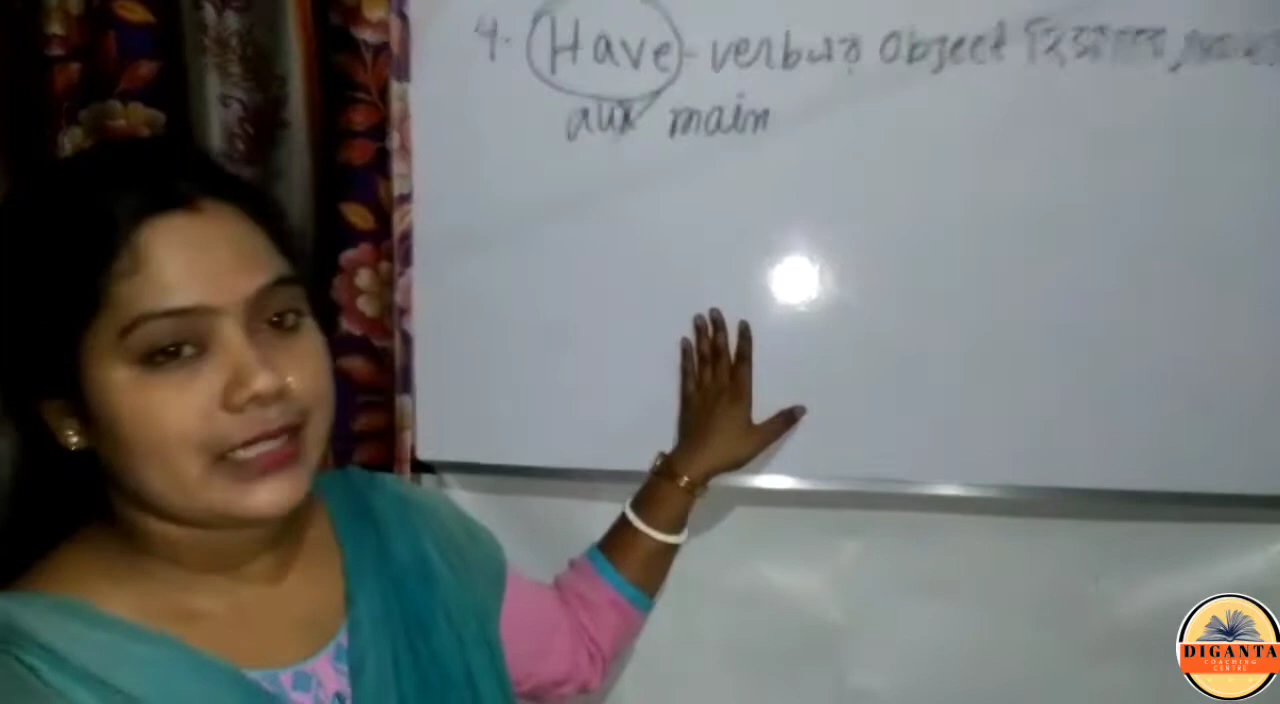 4. Have - verbএর object হিসাবে
aux main
DIGANTA
COACHING
CENTRE